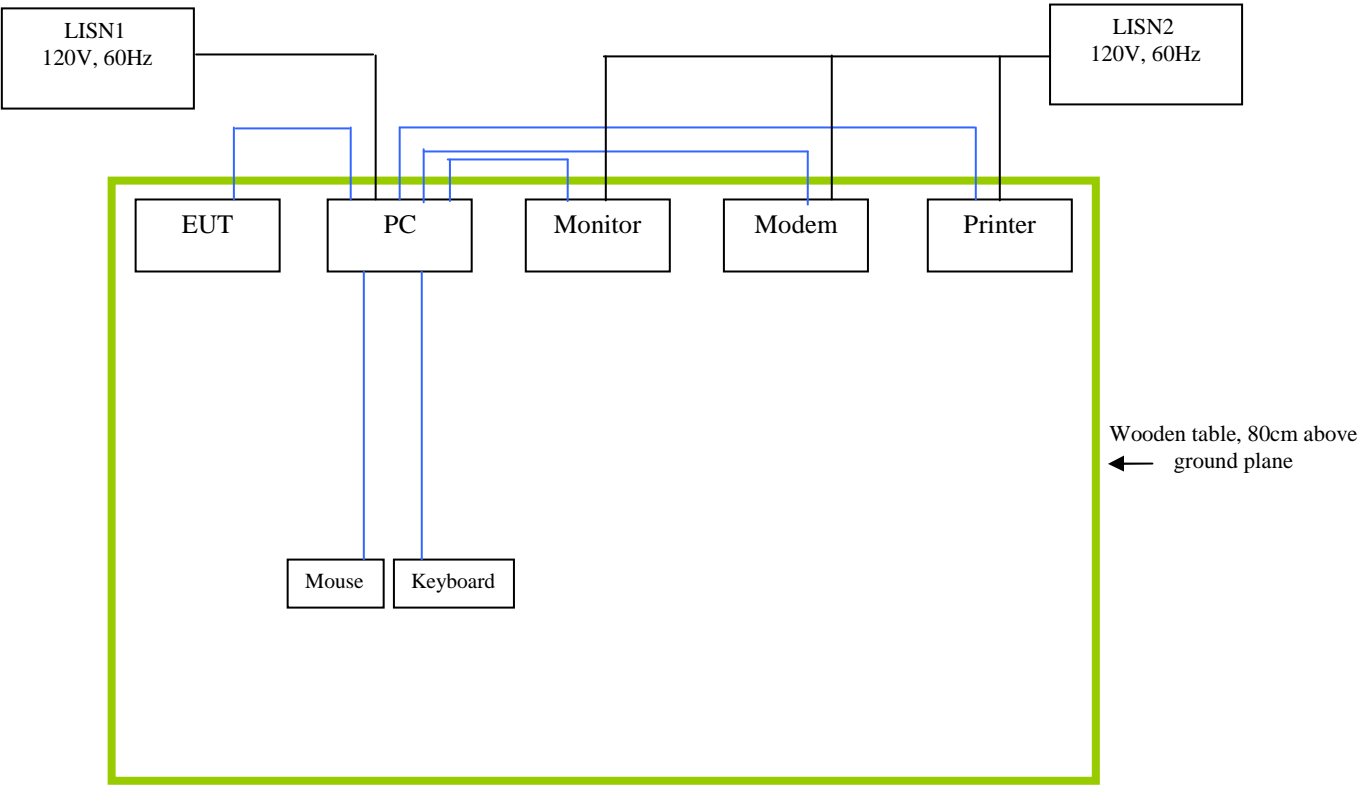 LISN1
120V, 60Hz
LISN2
120V, 60Hz
EUT
PC
Monitor
Modem
Printer
Wooden table, 80cm above
ground plane
Mouse
Keyboard